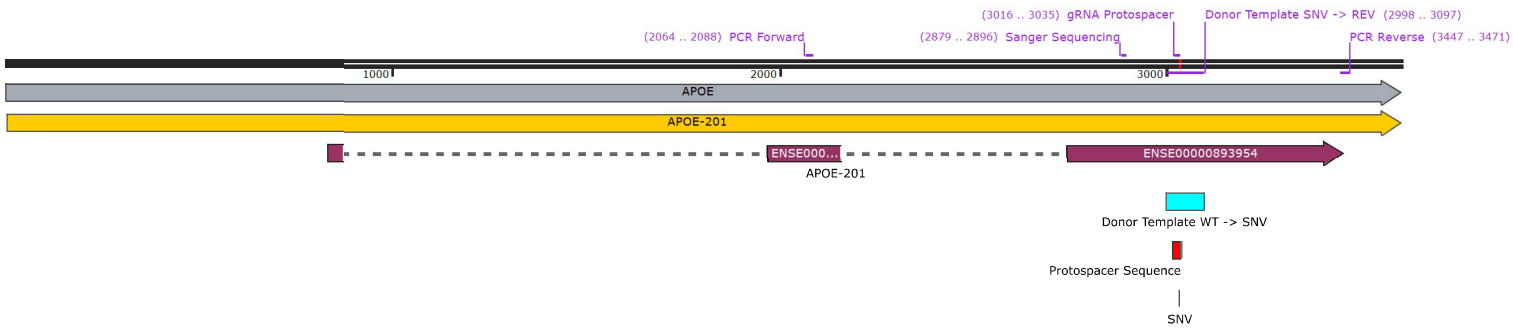 (3016 .. 3035) gRNA Protospacer Donor Template SNV -> REV (2998 .. 3097)
(2064 .. 2088) PCR Forward (2879 .. 2896) Sanger Sequencing PCR Reverse (3447 .. 3471)
1000 2000 3000
APOE
APOE-201
ENSE000... ENSE00000893954
APOE-201
Donor Template WT -> SNV
Protospacer Sequence
SNV